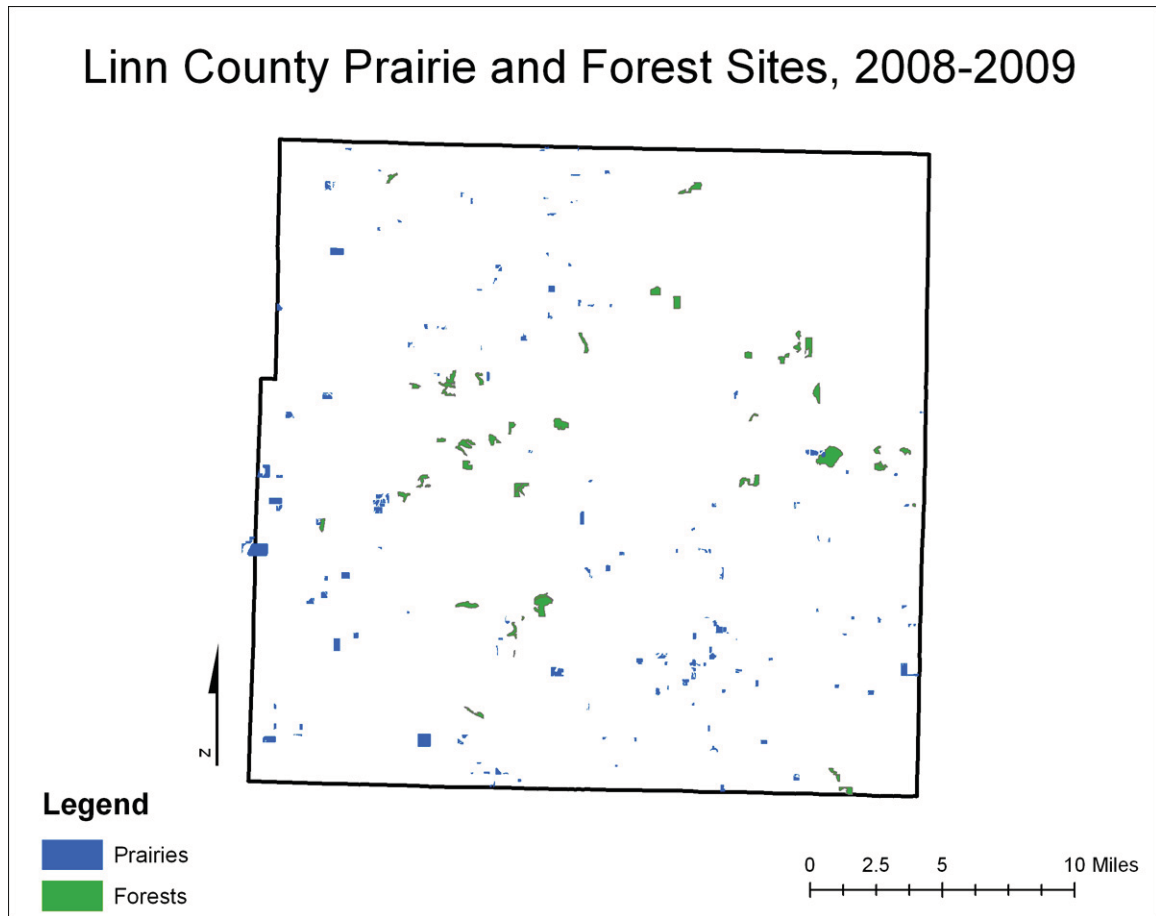 Linn County Prairie and Forest Sites, 2008-2009
N
Legend
Prairies
Forests
0 2.5 5 10 Miles